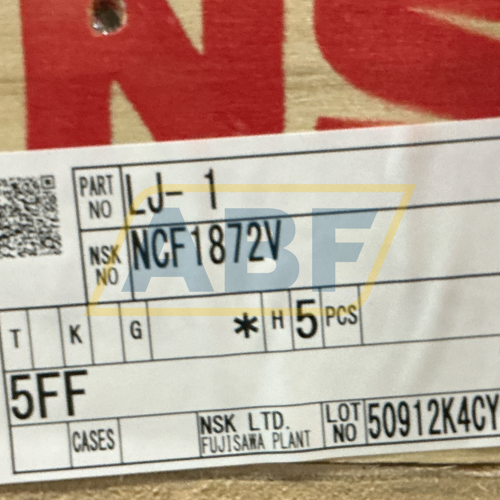 NS
PART NO LJ- 1
NSK NO NCF1872V
ABF
T K G * H 5 PCS
5FF
CASES NSK LTD. FUJISAWA PLANT LOT NO 50912K4CY